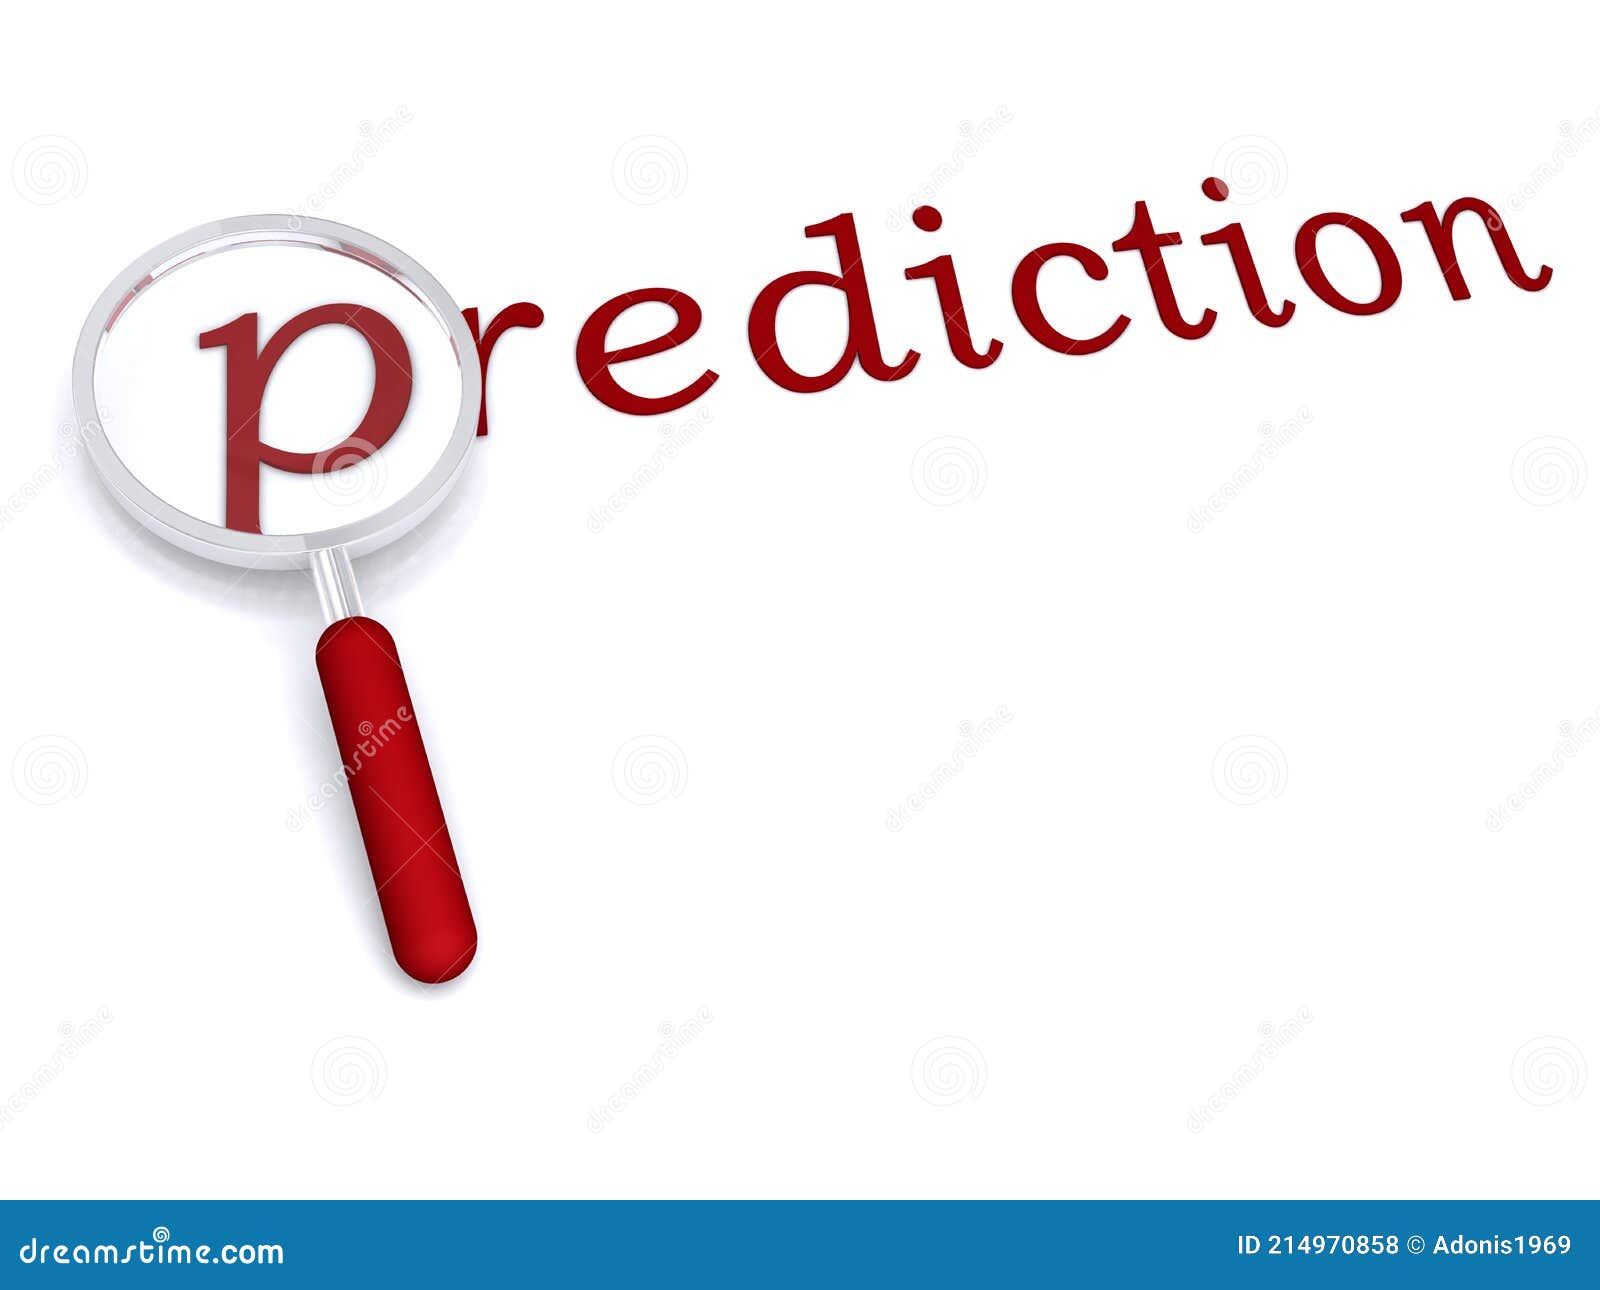 prediction
dreamstime.com
ID 214970858 © Adonis1969